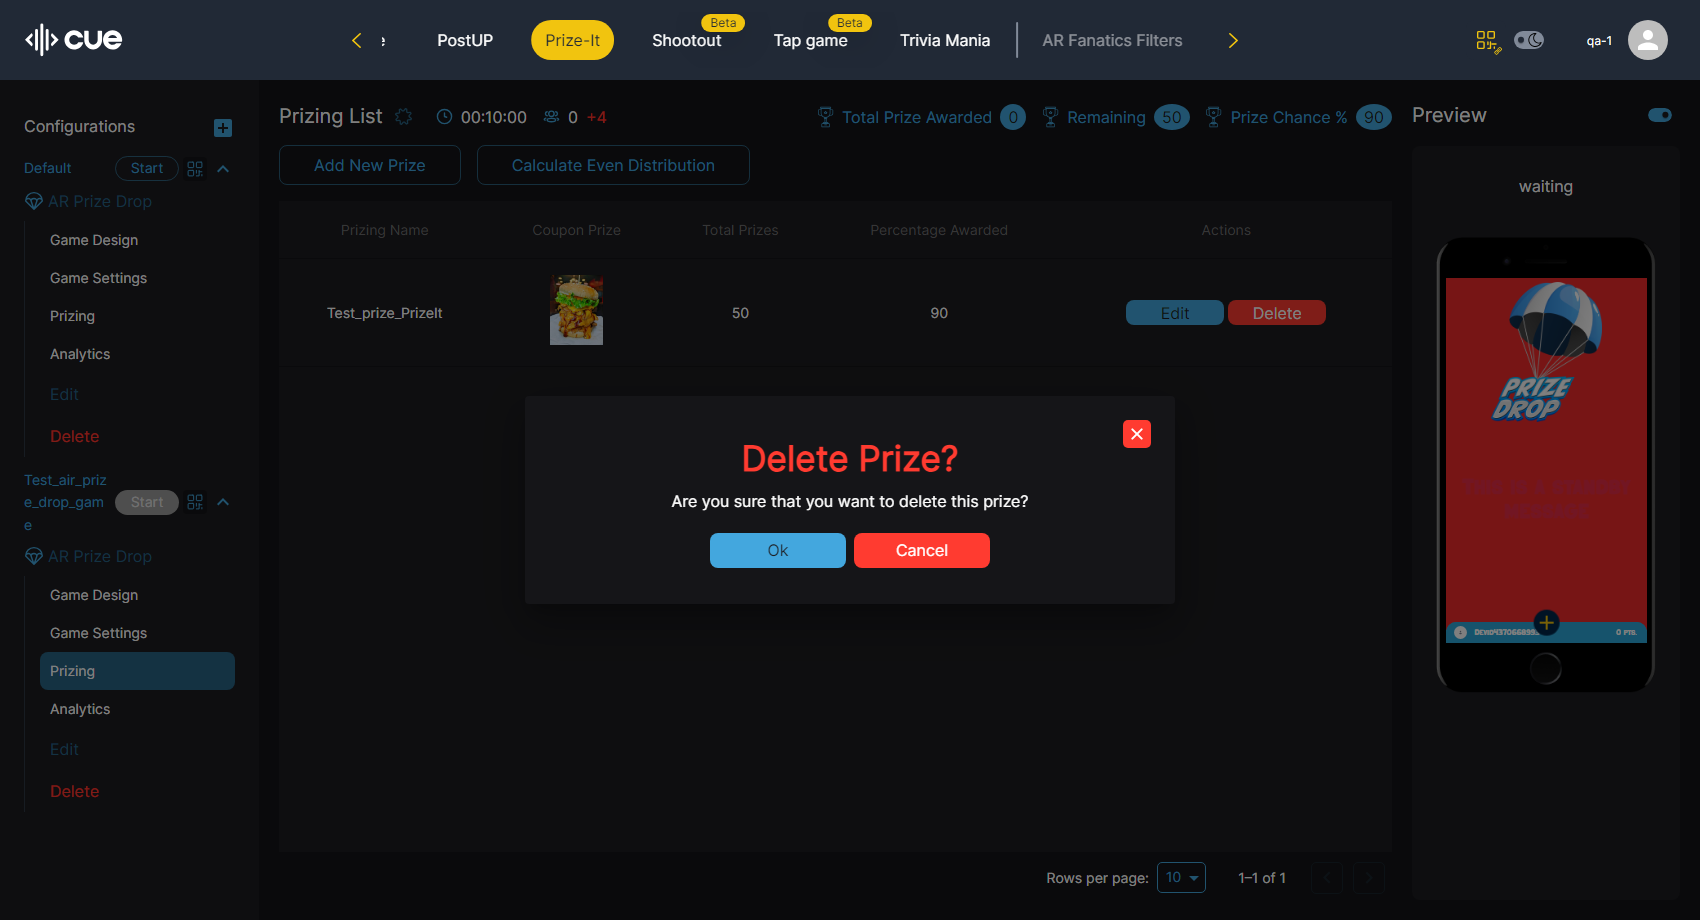 cue
PostUP
Prize-It
Shootout
Beta
Tap game
Beta
Trivia Mania
AR Fanatics Filters
qa-1
Configurations
Default
Start
AR Prize Drop
Game Design
Game Settings
Prizing
Analytics
Edit
Delete
Test_air_priz
e_drop_gam
e
Start
AR Prize Drop
Game Design
Game Settings
Prizing
Analytics
Edit
Delete
Prizing List
00:10:00
0 +4
Total Prize Awarded 0
Remaining 50
Prize Chance % 90
Add New Prize
Calculate Even Distribution
Prizing Name Coupon Prize Total Prizes Percentage Awarded Actions
Test_prize_PrizeIt 50 90 Edit Delete
Delete Prize?
Are you sure that you want to delete this prize?
Ok
Cancel
Rows per page: 10 1–1 of 1
Preview
waiting
PRIZE
DROP
0 PTS.